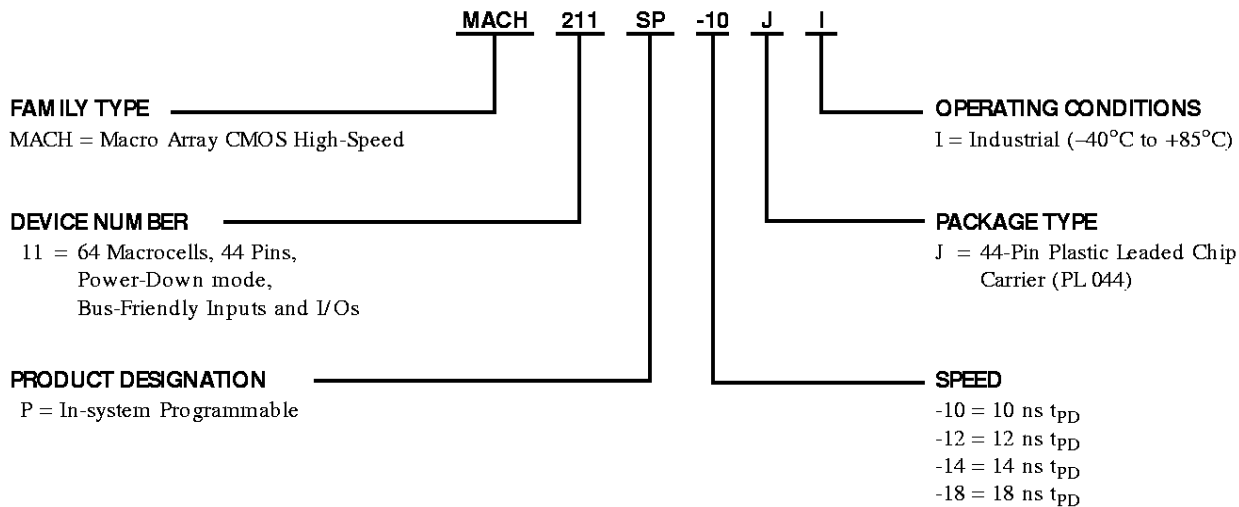 MACH 211 SP -10 J I
FAMILY TYPE
MACH = Macro Array CMOS High-Speed
DEVICE NUMBER
11 = 64 Macrocells, 44 Pins,
Power-Down mode,
Bus-Friendly Inputs and I/Os
PRODUCT DESIGNATION
P = In-system Programmable
OPERATING CONDITIONS
I = Industrial (–40°C to +85°C)
PACKAGE TYPE
J = 44-Pin Plastic Leaded Chip
Carrier (PL 044)
SPEED
-10 = 10 ns tPD
-12 = 12 ns tPD
-14 = 14 ns tPD
-18 = 18 ns tPD